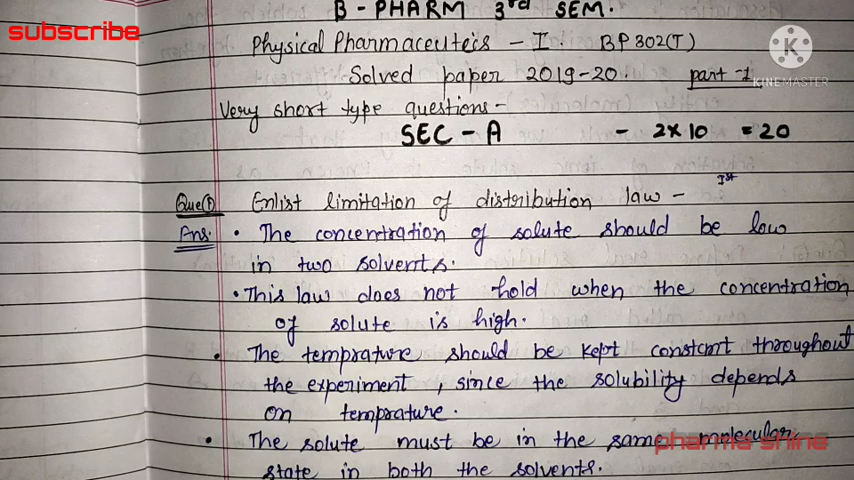 B - PHARM 3rd SEM.
subscribe
Physical Pharmaceutics - I. BP 302(T)
Solved paper 2019-20. part -1
KINEMASTER
Very short type questions -
SEC - A - 2x10 = 20
Que(1) Enlist limitation of distribution law - Ist
Ans. • The concentration of solute should be low
in two solvents.
• This law does not hold when the concentration
of solute is high.
• The temprature should be kept constant throughout
the experiment, since the solubility depends
on temprature.
• The solute must be in the same molecular
pharma shine
state in both the solvents.